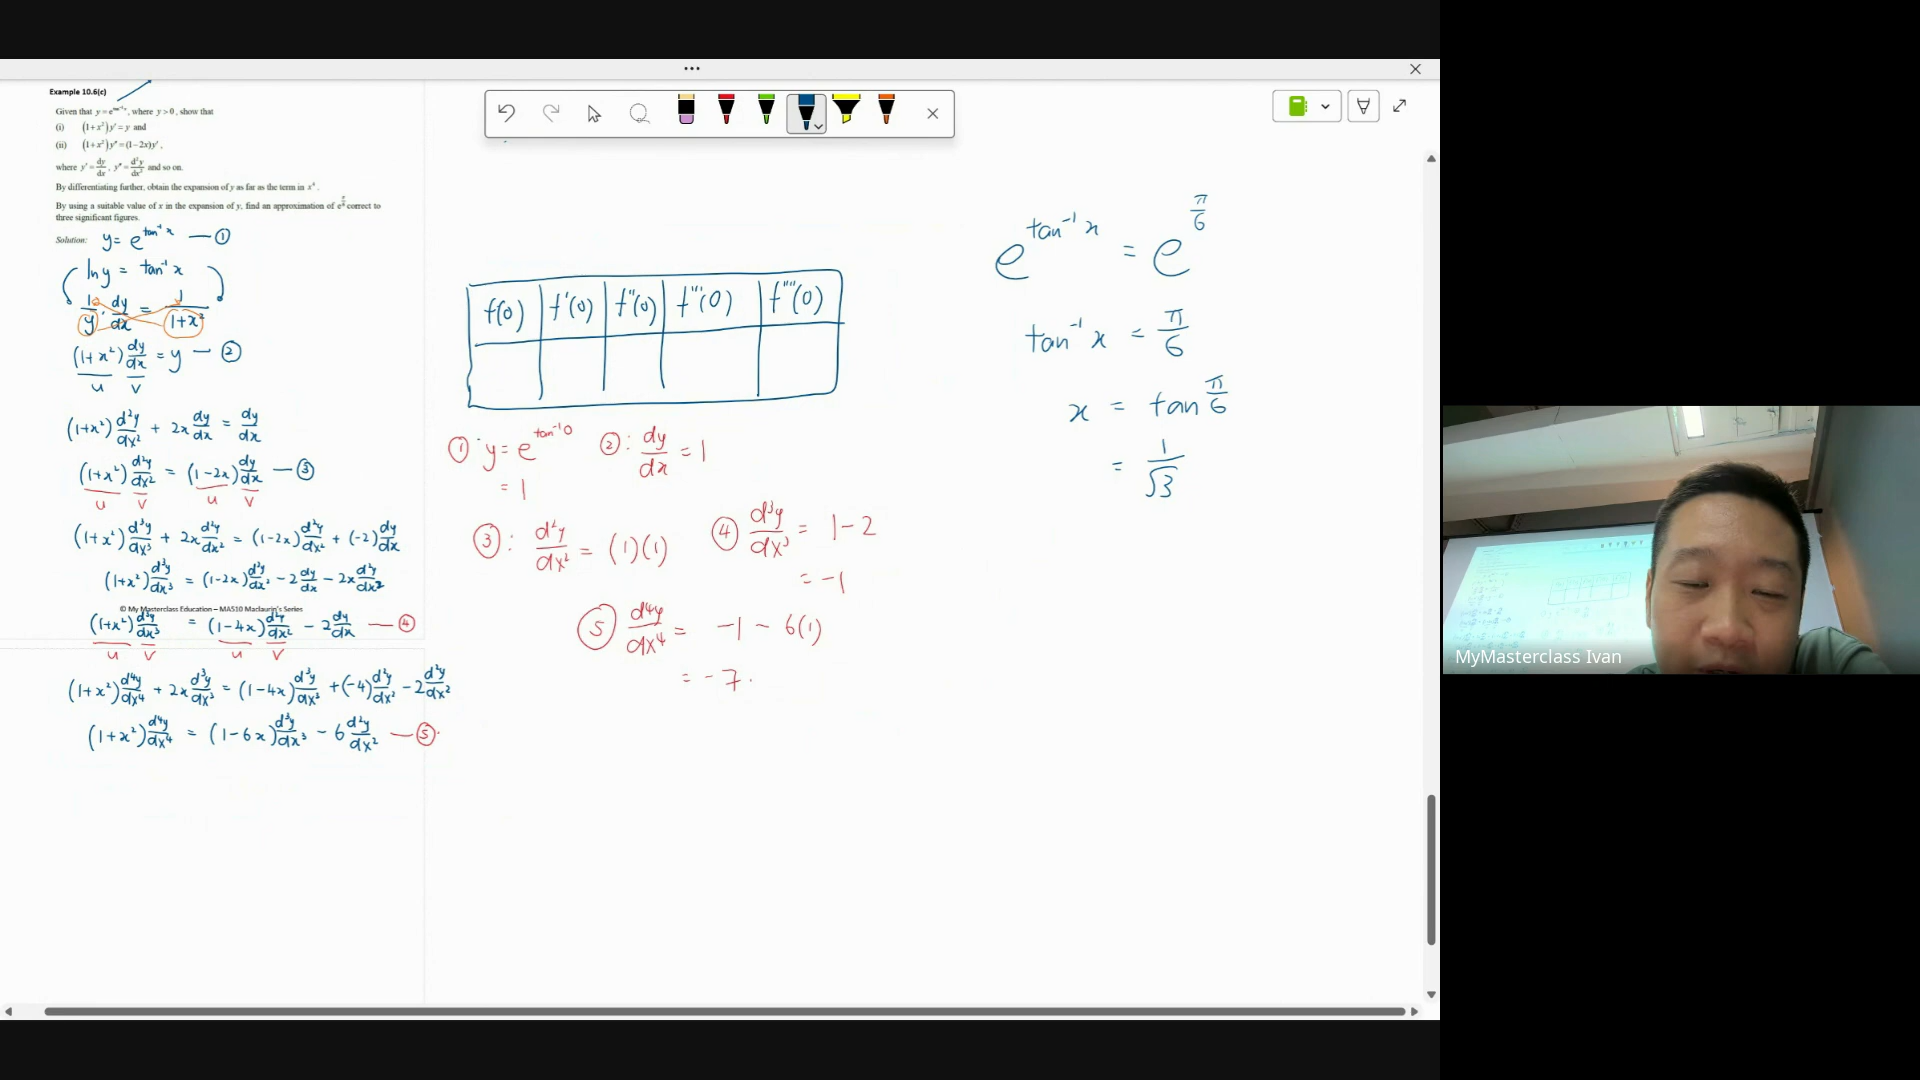 Example 10.6(c)
Given that y = e^{tan⁻¹x}, where y > 0, show that
(i) (1+x²)y' = y and
(ii) (1+x²)y'' = (1−2x)y',
where y' = dy/dx, y'' = d²y/dx² and so on.
By differentiating further, obtain the expansion of y as far as the term in x⁴.
By using a suitable value of x in the expansion of y, find an approximation of e^{π/6} correct to
three significant figures.
Solution: y = e^{tan⁻¹x} — ①
ln y = tan⁻¹ x
1/y · dy/dx = 1/(1+x²)
(1+x²) dy/dx = y — ②
u v
(1+x²) d²y/dx² + 2x dy/dx = dy/dx
(1+x²) d²y/dx² = (1−2x) dy/dx — ③
u v u v
(1+x²) d³y/dx³ + 2x d²y/dx² = (1−2x) d²y/dx² + (−2) dy/dx
(1+x²) d³y/dx³ = (1−2x) d²y/dx² − 2 dy/dx − 2x d²y/dx²
© My Masterclass Education – MA510 Maclaurin's Series
(1+x²) d³y/dx³ = (1−4x) d²y/dx² − 2 dy/dx — ④
u v u v
(1+x²) d⁴y/dx⁴ + 2x d³y/dx³ = (1−4x) d³y/dx³ + (−4) d²y/dx² − 2 d²y/dx²
(1+x²) d⁴y/dx⁴ = (1−6x) d³y/dx³ − 6 d²y/dx² — ⑤
f(0) f'(0) f''(0) f'''(0) f''''(0)
① : y = e^{tan⁻¹0}
= 1
② : dy/dx = 1
③ : d²y/dx² = (1)(1)
④ d³y/dx³ = 1 − 2
= −1
⑤ d⁴y/dx⁴ = −1 − 6(1)
= −7.
e^{tan⁻¹ x} = e^{π/6}
tan⁻¹ x = π/6
x = tan π/6
= 1/√3
MyMasterclass Ivan